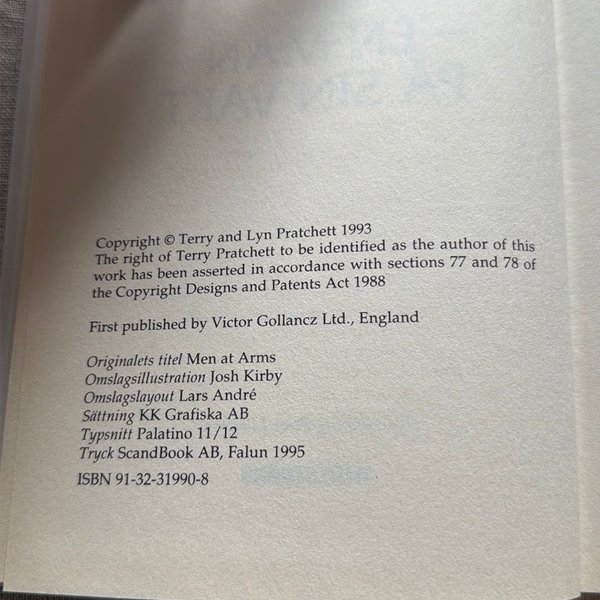 Copyright © Terry and Lyn Pratchett 1993
The right of Terry Pratchett to be identified as the author of this
work has been asserted in accordance with sections 77 and 78 of
the Copyright Designs and Patents Act 1988
First published by Victor Gollancz Ltd., England
Originalets titel Men at Arms
Omslagsillustration Josh Kirby
Omslagslayout Lars André
Sättning KK Grafiska AB
Typsnitt Palatino 11/12
Tryck ScandBook AB, Falun 1995
ISBN 91-32-31990-8